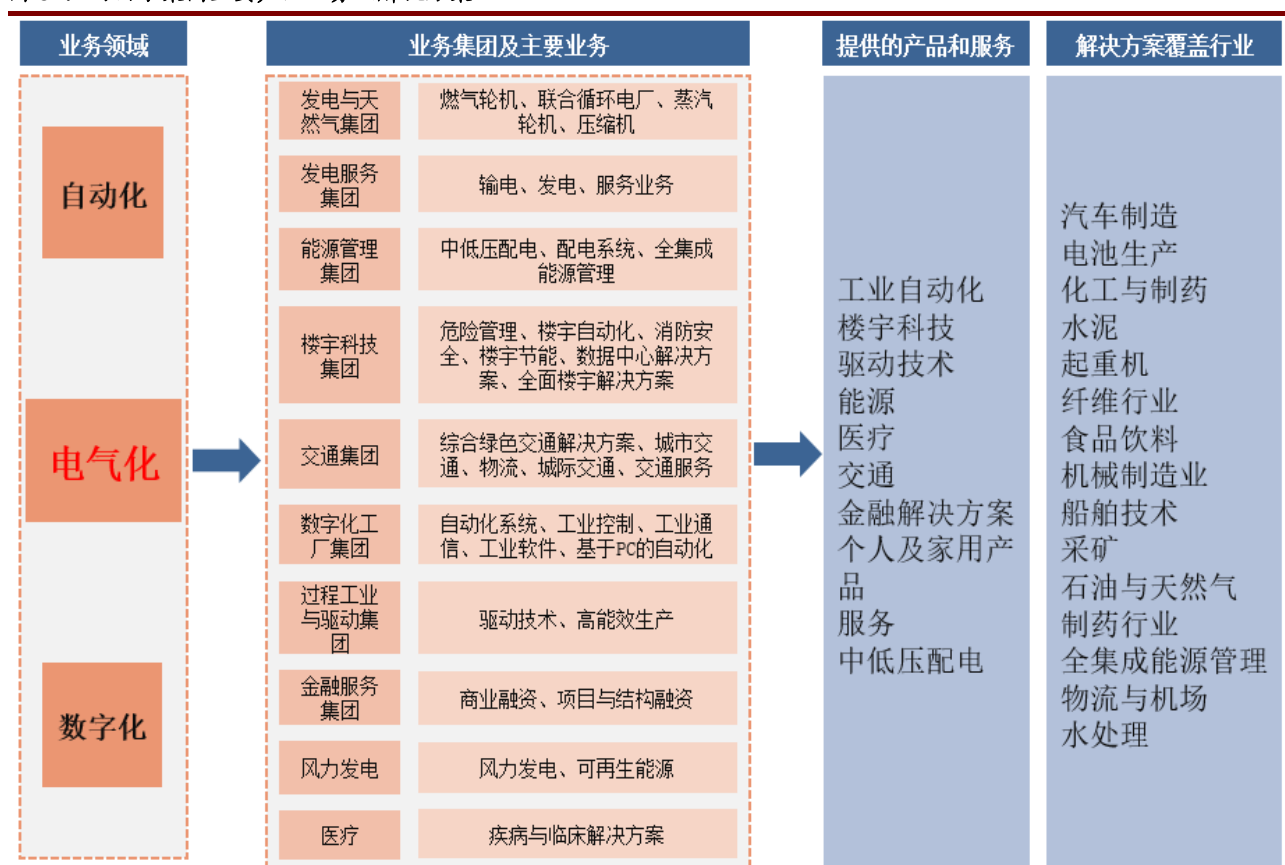 业务领域
业务集团及主要业务
提供的产品和服务
解决方案覆盖行业
自动化
电气化
数字化
发电与天
然气集团
燃气轮机、联合循环电厂、蒸汽
轮机、压缩机
发电服务
集团
输电、发电、服务业务
能源管理
集团
中低压配电、配电系统、全集成
能源管理
楼宇科技
集团
危险管理、楼宇自动化、消防安
全、楼宇节能、数据中心解决方
案、全面楼宇解决方案
交通集团
综合绿色交通解决方案、城市交
通、物流、城际交通、交通服务
数字化工
厂集团
自动化系统、工业控制、工业通
信、工业软件、基于PC的自动化
过程工业
与驱动集
团
驱动技术、高能效生产
金融服务
集团
商业融资、项目与结构融资
风力发电
风力发电、可再生能源
医疗
疾病与临床解决方案
工业自动化
楼宇科技
驱动技术
能源
医疗
交通
金融解决方案
个人及家用产
品
服务
中低压配电
汽车制造
电池生产
化工与制药
水泥
起重机
纤维行业
食品饮料
机械制造业
船舶技术
采矿
石油与天然气
制药行业
全集成能源管理
物流与机场
水处理